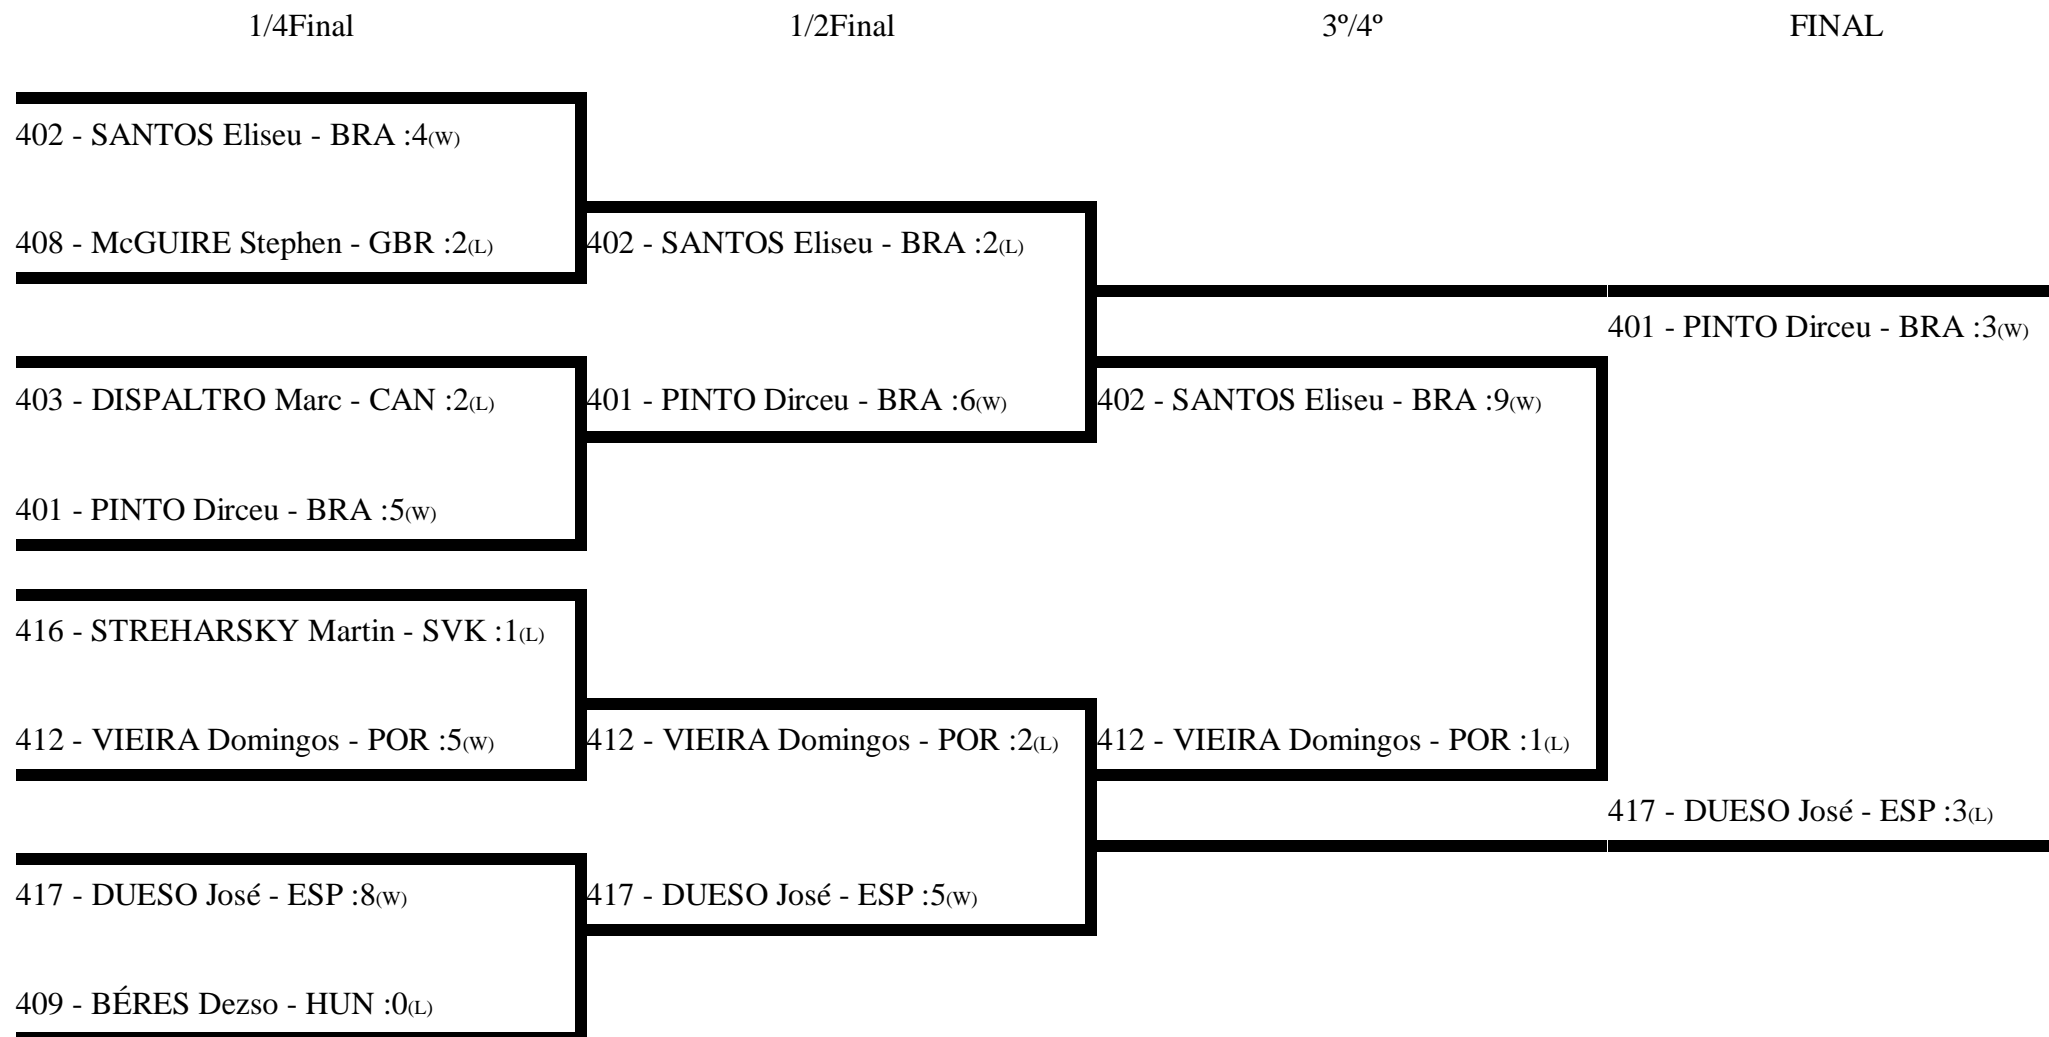 1/4Final 1/2Final 3º/4º FINAL
402 - SANTOS Eliseu - BRA :4(W)
408 - McGUIRE Stephen - GBR :2(L)
403 - DISPALTRO Marc - CAN :2(L)
401 - PINTO Dirceu - BRA :5(W)
416 - STREHARSKY Martin - SVK :1(L)
412 - VIEIRA Domingos - POR :5(W)
417 - DUESO José - ESP :8(W)
409 - BÉRES Dezso - HUN :0(L)
402 - SANTOS Eliseu - BRA :2(L)
401 - PINTO Dirceu - BRA :6(W)
412 - VIEIRA Domingos - POR :2(L)
417 - DUESO José - ESP :5(W)
402 - SANTOS Eliseu - BRA :9(W)
412 - VIEIRA Domingos - POR :1(L)
401 - PINTO Dirceu - BRA :3(W)
417 - DUESO José - ESP :3(L)